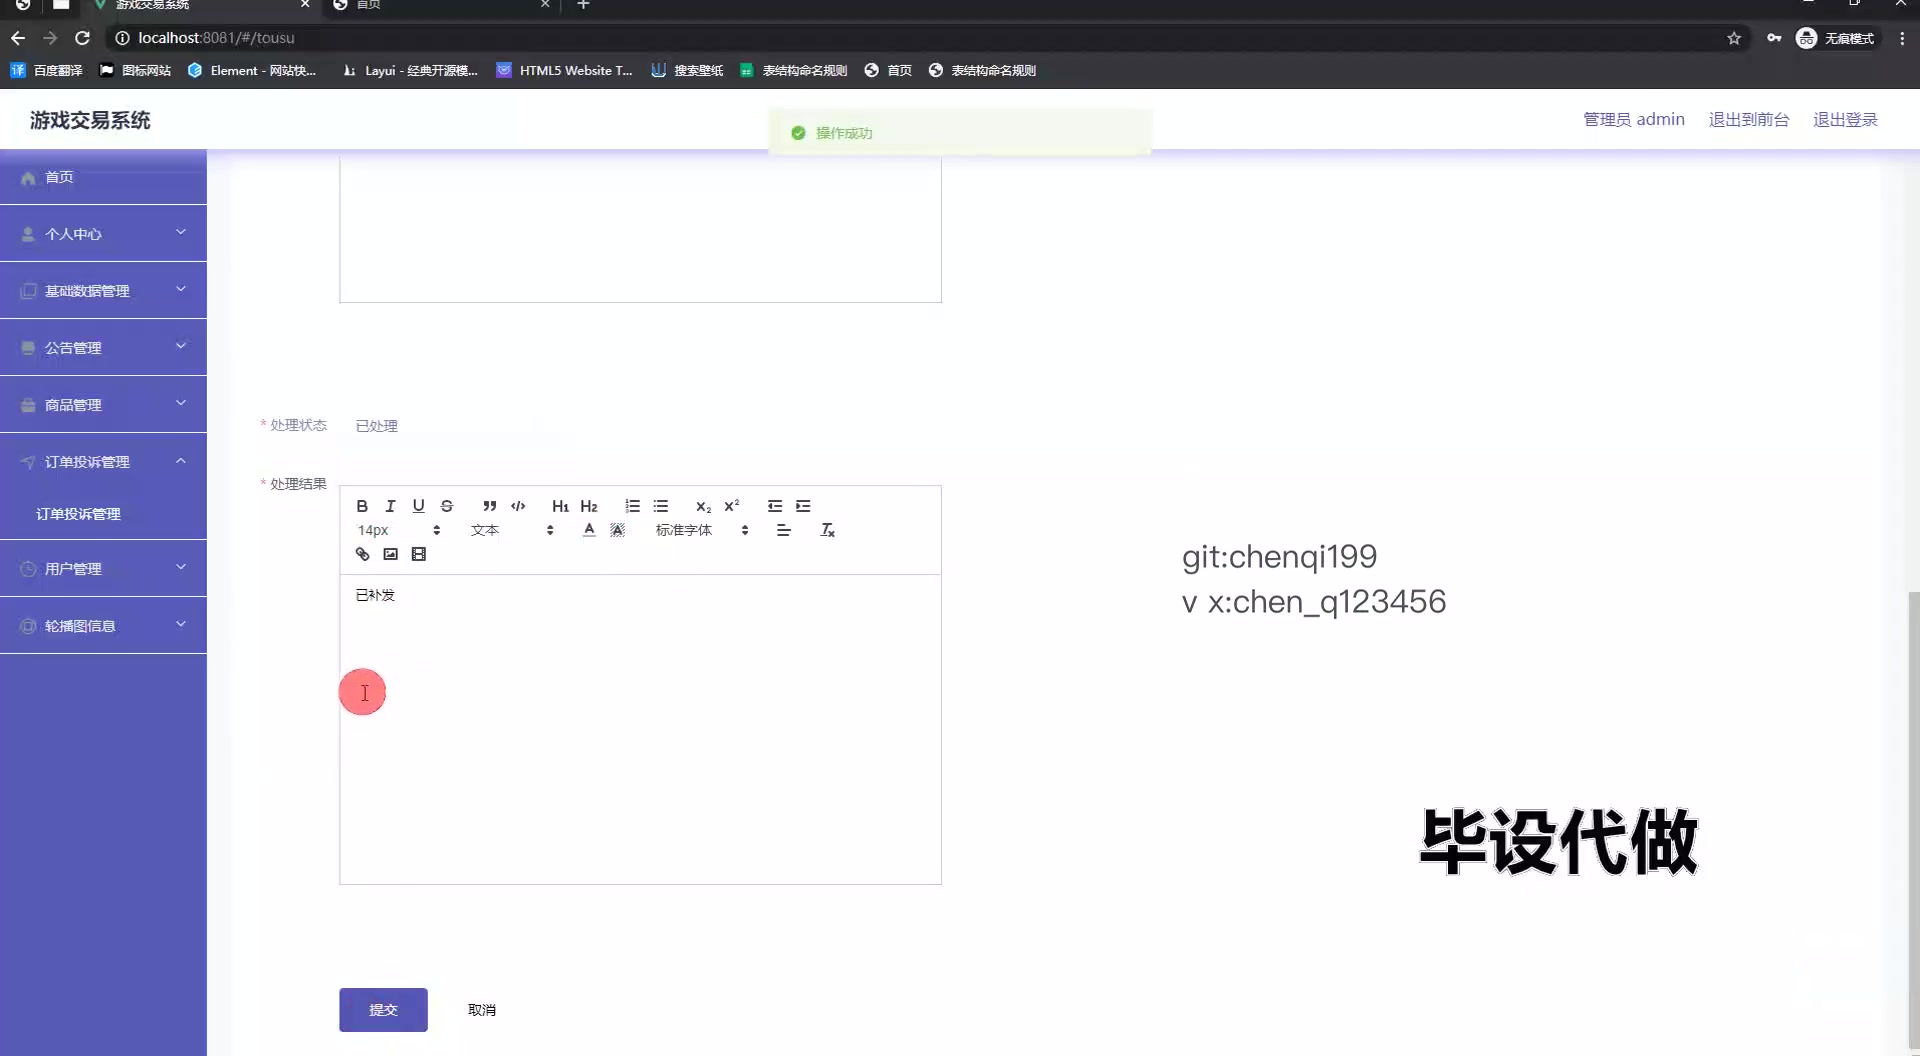 游戏交易系统
首页
localhost:8081/#/tousu
无痕模式
百度翻译
图标网站
Element - 网站快...
Layui - 经典开源模...
HTML5 Website T...
搜索壁纸
表结构命名规则
首页
表结构命名规则
游戏交易系统
操作成功
管理员 admin
退出到前台
退出登录
首页
个人中心
基础数据管理
公告管理
商品管理
订单投诉管理
订单投诉管理
用户管理
轮播图信息
* 处理状态
已处理
* 处理结果
14px
文本
标准字体
已补发
git:chenqi199
v x:chen_q123456
毕设代做
提交
取消